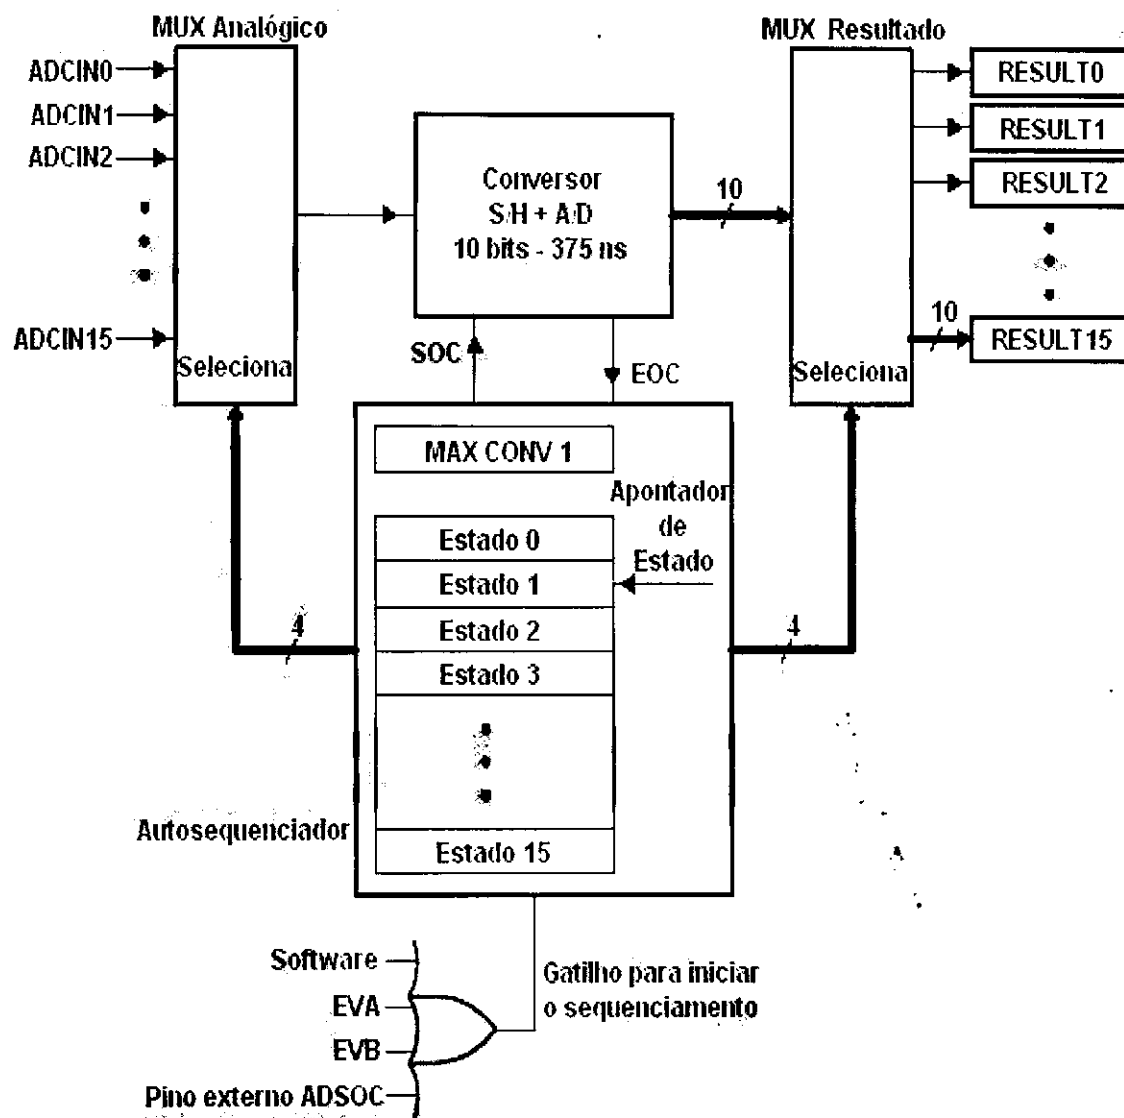 MUX Analógico
MUX Resultado
ADCIN0
ADCIN1
ADCIN2
ADCIN15
Seleciona
Conversor
S/H + A/D
10 bits - 375 ns
SOC
EOC
10
Seleciona
RESULT0
RESULT1
RESULT2
10
RESULT15
MAX CONV 1
Apontador
de
Estado
Estado 0
Estado 1
Estado 2
Estado 3
Estado 15
4
4
Autosequenciador
Software
EVA
EVB
Pino externo ADSOC
Gatilho para iniciar
o sequenciamento